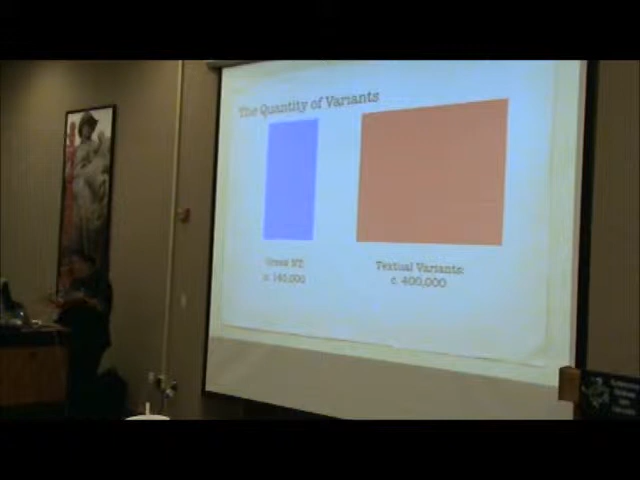 The Quantity of Variants
Greek NT:
c. 140,000
Textual Variants:
c. 400,000